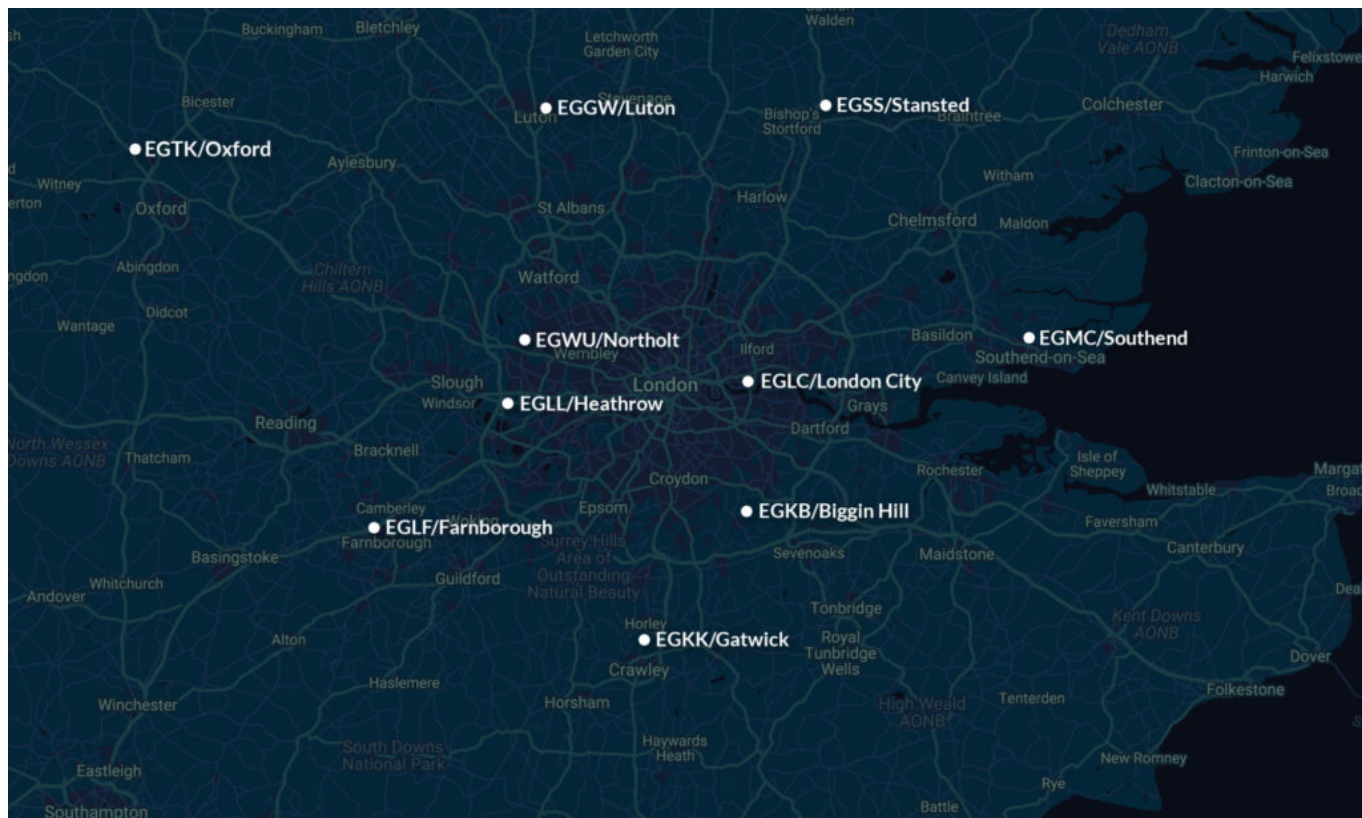 Buckingham
Bletchley
Letchworth
Garden City
Walden
Dedham
Vale AONB
Felixstowe
Harwich
Bicester
Luton
EGGW/Luton
Stevenage
Bishop's
Stortford
EGSS/Stansted
Braintree
Colchester
EGTK/Oxford
Aylesbury
Frinton-on-Sea
Witney
Witham
Clacton-on-Sea
Oxford
St Albans
Harlow
Chelmsford
Maldon
Abingdon
Chiltern
Hills AONB
Watford
Didcot
Wantage
EGWU/Northolt
Wembley
Ilford
Basildon
EGMC/Southend
Southend-on-Sea
Slough
London
EGLC/London City
Canvey Island
Windsor
EGLL/Heathrow
Grays
Reading
Dartford
North Wessex
Downs AONB
Thatcham
Bracknell
Croydon
Rochester
Isle of
Sheppey
Margat
Whitstable
Broad
Camberley
Woking
Epsom
EGKB/Biggin Hill
EGLF/Farnborough
Farnborough
Faversham
Basingstoke
Surrey Hills
Area of
Outstanding
Natural Beauty
Sevenoaks
Maidstone
Canterbury
Whitchurch
Guildford
Andover
Dea
Tonbridge
Kent Downs
AONB
Alton
Horley
EGKK/Gatwick
Royal
Tunbridge
Wells
Crawley
Dover
Haslemere
Winchester
Horsham
High Weald
AONB
Tenterden
Folkestone
South Downs
National Park
Haywards
Heath
New Romney
Eastleigh
Rye
Southampton
Battle